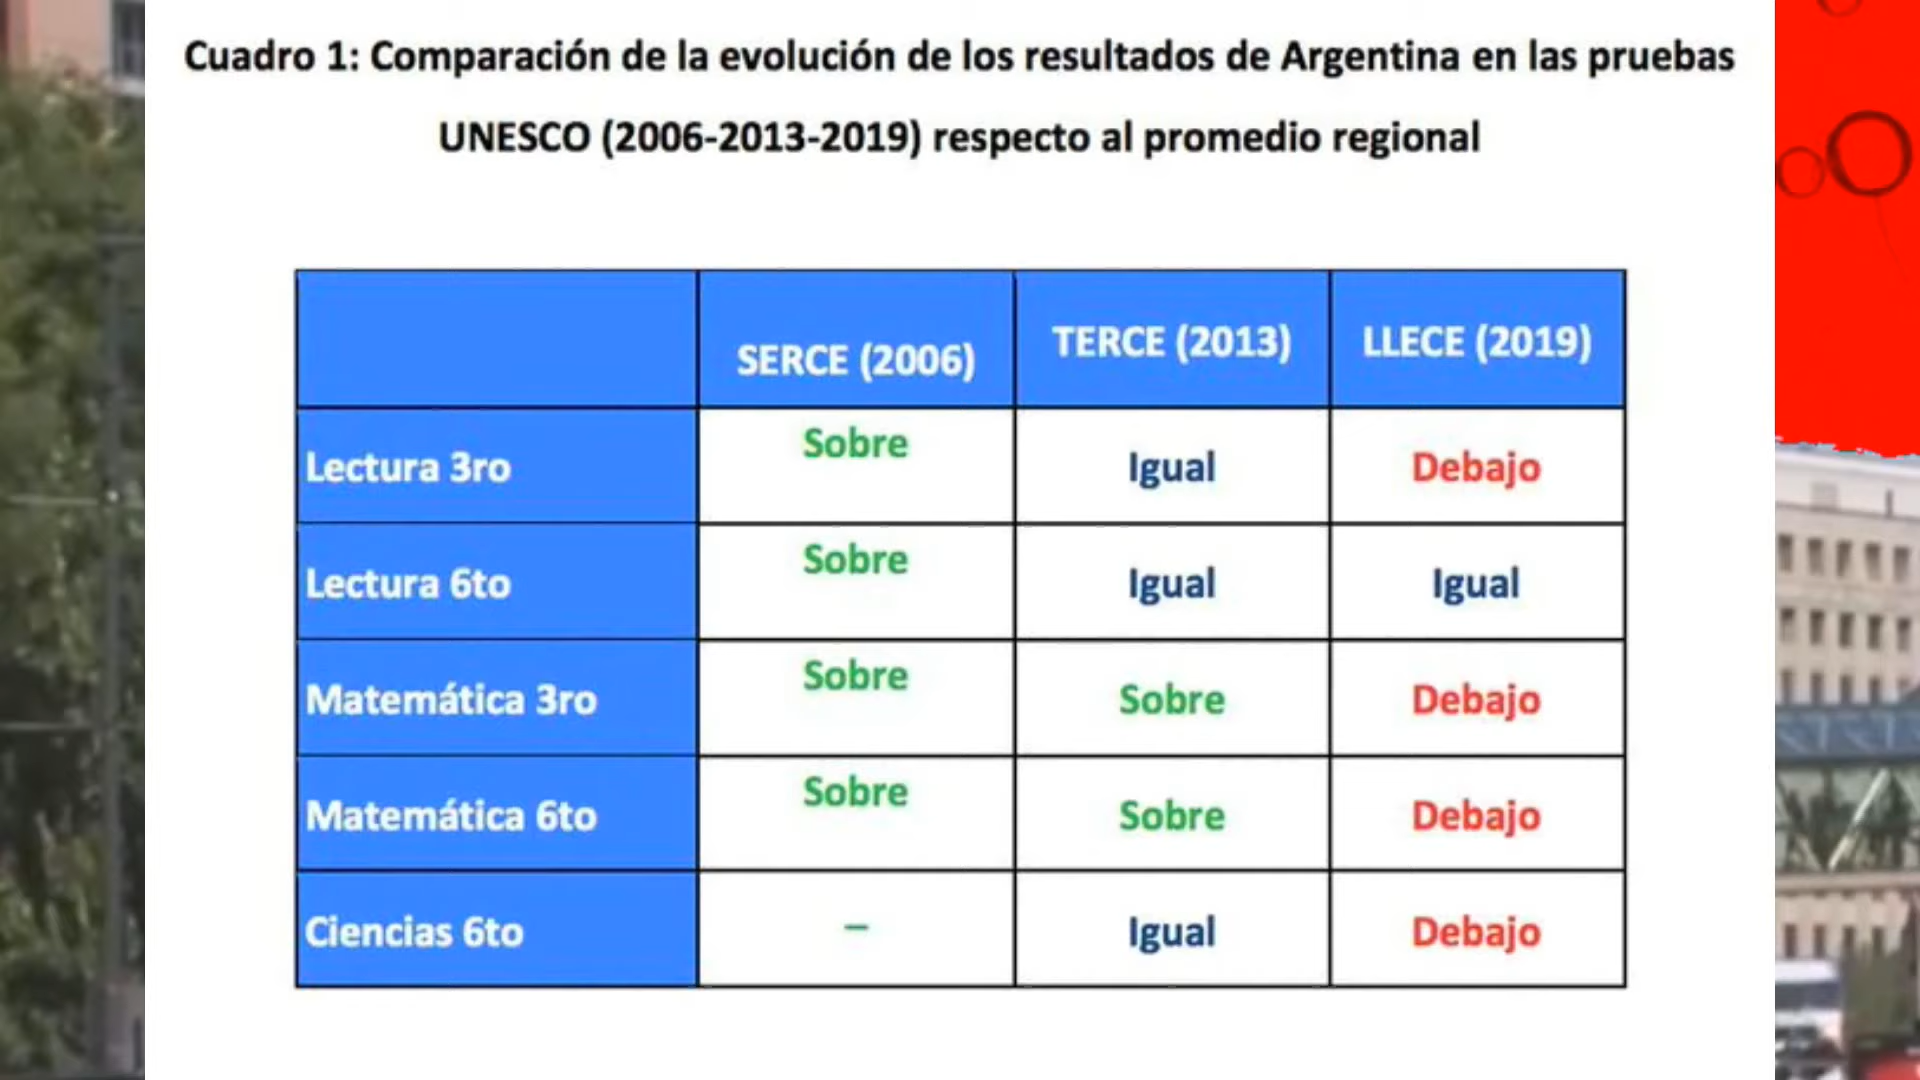 Cuadro 1: Comparación de la evolución de los resultados de Argentina en las pruebas
UNESCO (2006-2013-2019) respecto al promedio regional
SERCE (2006) TERCE (2013) LLECE (2019)
Lectura 3ro Sobre Igual Debajo
Lectura 6to Sobre Igual Igual
Matemática 3ro Sobre Sobre Debajo
Matemática 6to Sobre Sobre Debajo
Ciencias 6to – Igual Debajo